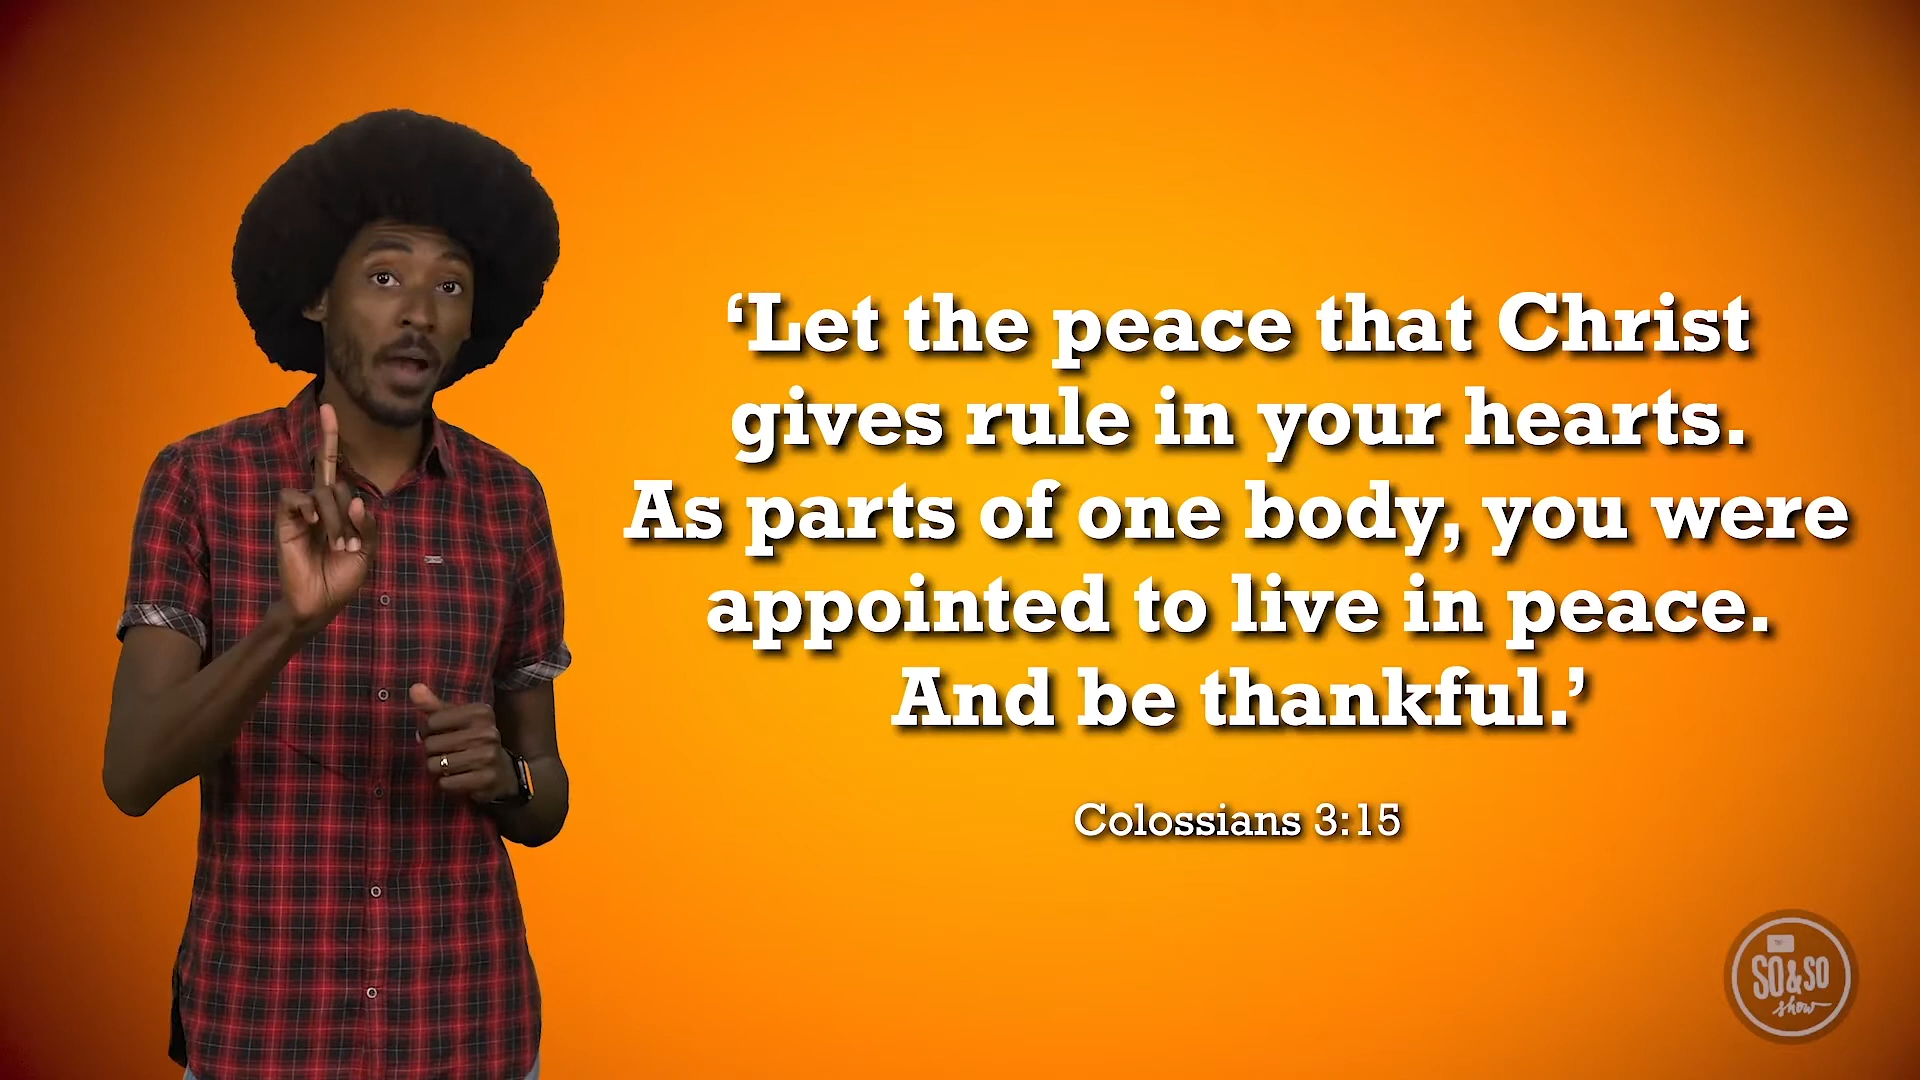 ‘Let the peace that Christ
gives rule in your hearts.
As parts of one body, you were
appointed to live in peace.
And be thankful.’
Colossians 3:15
SO & SO
show